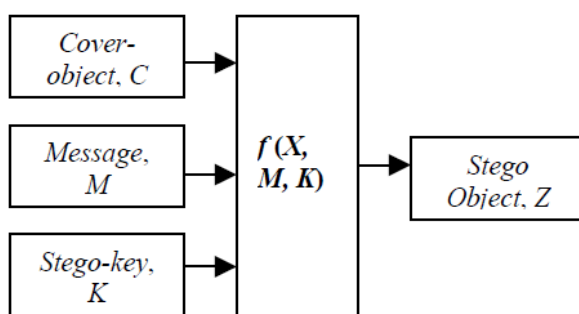 Cover-
object, C
Message,
M
Stego-key,
K
f (X,
M, K)
Stego
Object, Z